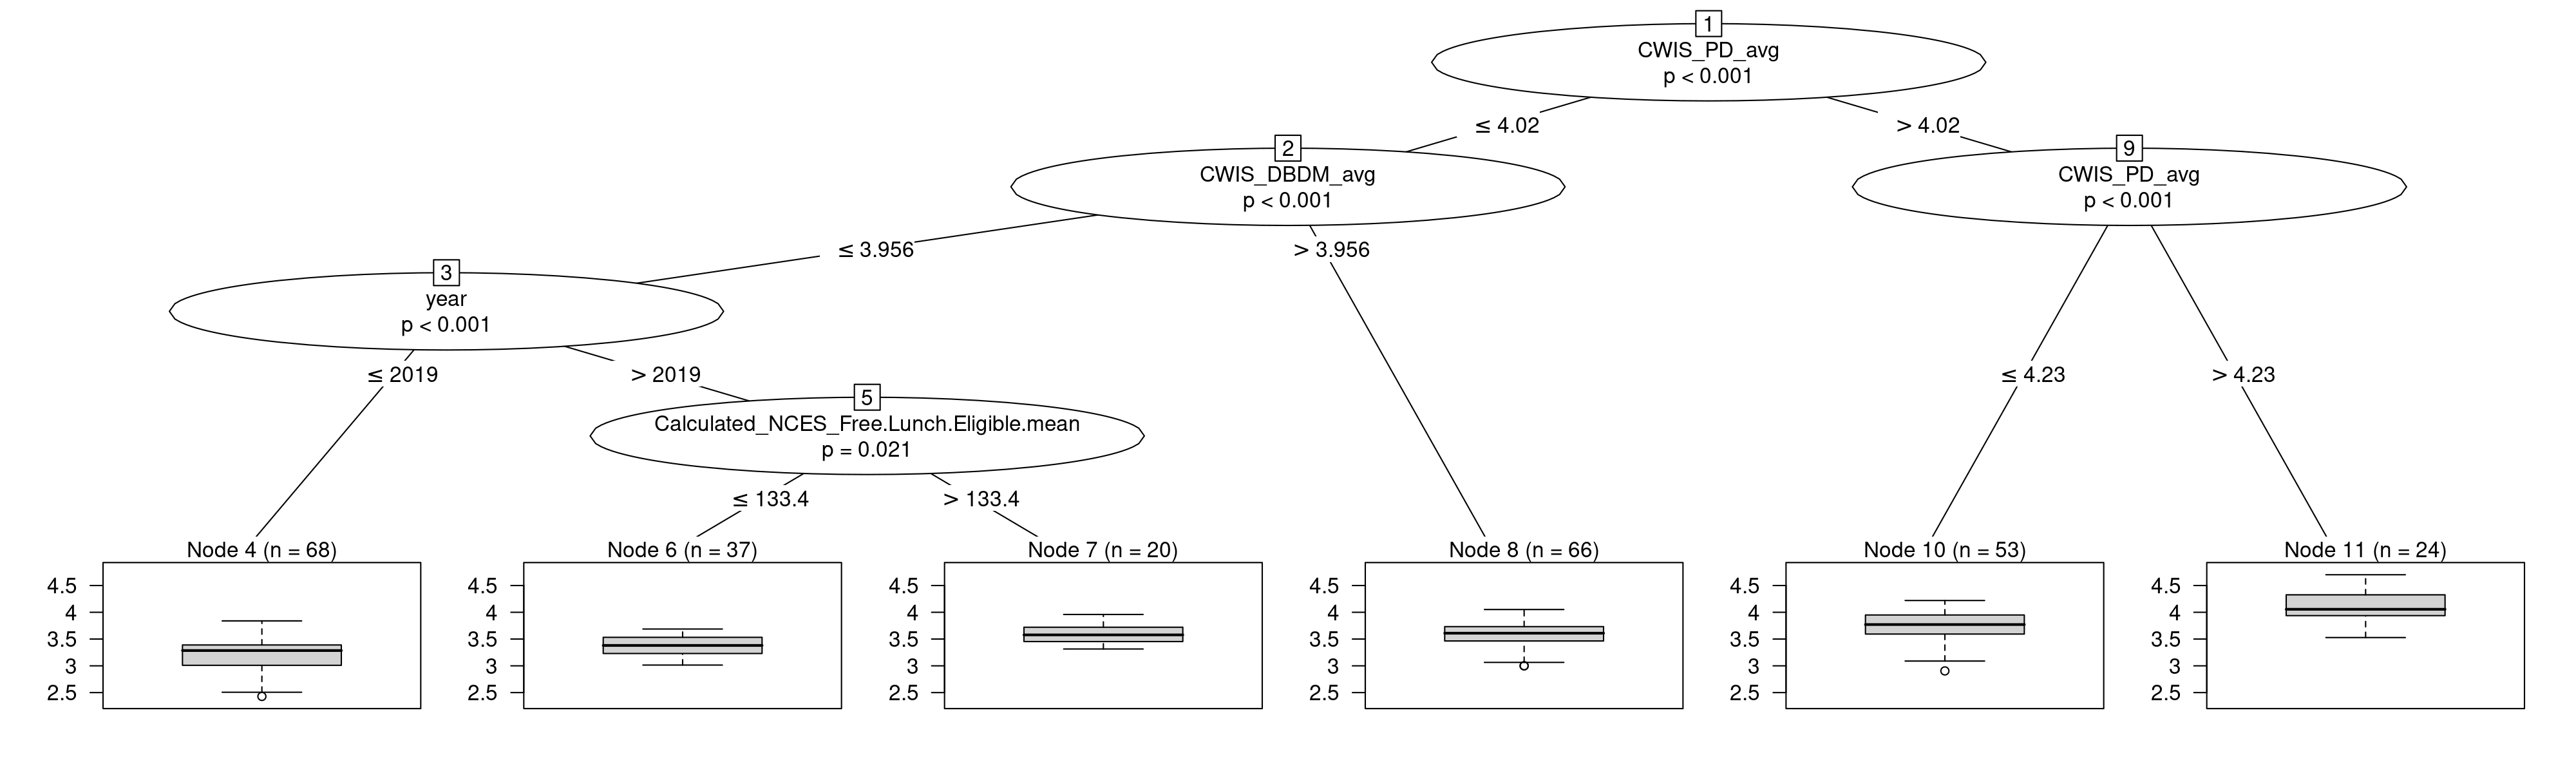 1
CWIS_PD_avg
p < 0.001
≤ 4.02
> 4.02
2
CWIS_DBDM_avg
p < 0.001
9
CWIS_PD_avg
p < 0.001
≤ 3.956
> 3.956
3
year
p < 0.001
≤ 2019
> 2019
≤ 4.23
> 4.23
5
Calculated_NCES_Free.Lunch.Eligible.mean
p = 0.021
≤ 133.4
> 133.4
Node 4 (n = 68)
4.5
4
3.5
3
2.5
Node 6 (n = 37)
4.5
4
3.5
3
2.5
Node 7 (n = 20)
4.5
4
3.5
3
2.5
Node 8 (n = 66)
4.5
4
3.5
3
2.5
Node 10 (n = 53)
4.5
4
3.5
3
2.5
Node 11 (n = 24)
4.5
4
3.5
3
2.5